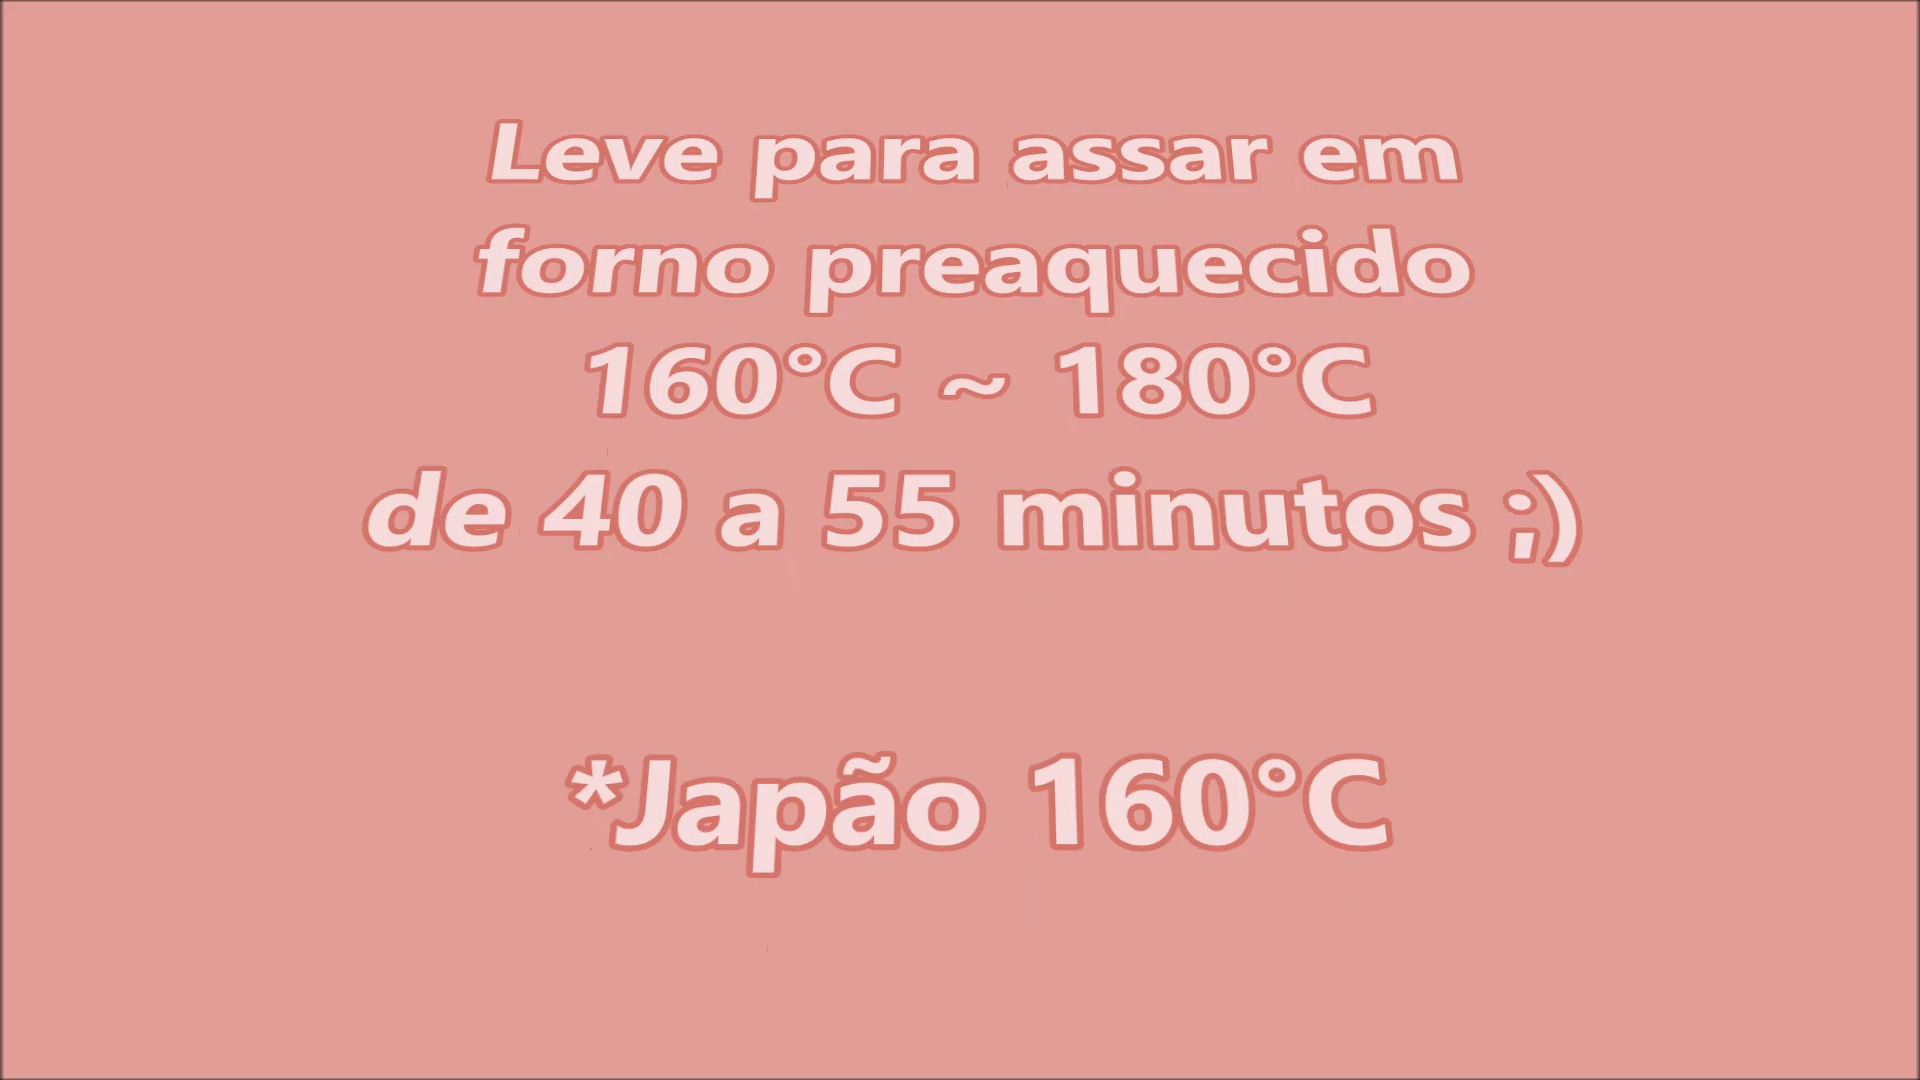 Leve para assar em
forno preaquecido
160°C ~ 180°C
de 40 a 55 minutos ;)
*Japão 160°C